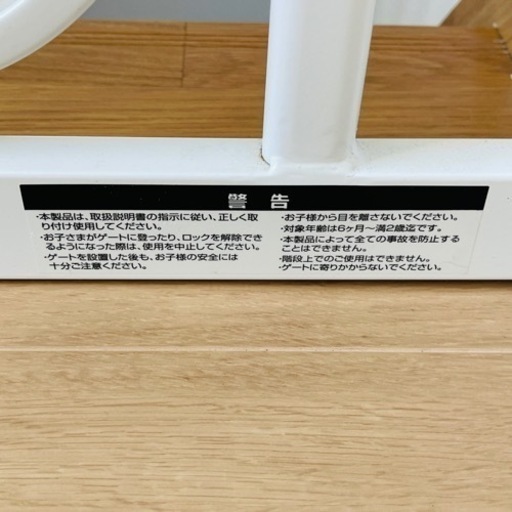 警告
・本製品は、取扱説明書の指示に従い、正しく取
り付け使用してください。
・お子さまがゲートに登ったり、ロックを解除でき
るようになった際は、使用を中止してください。
・ゲートを設置した後も、お子様の安全には
十分ご注意ください。
・お子様から目を離さないでください。
・対象年齢は6ヶ月～満2歳迄です。
・本製品によって全ての事故を防止する
ことはできません。
・階段上でのご使用はできません。
・ゲートに寄りかからないでください。